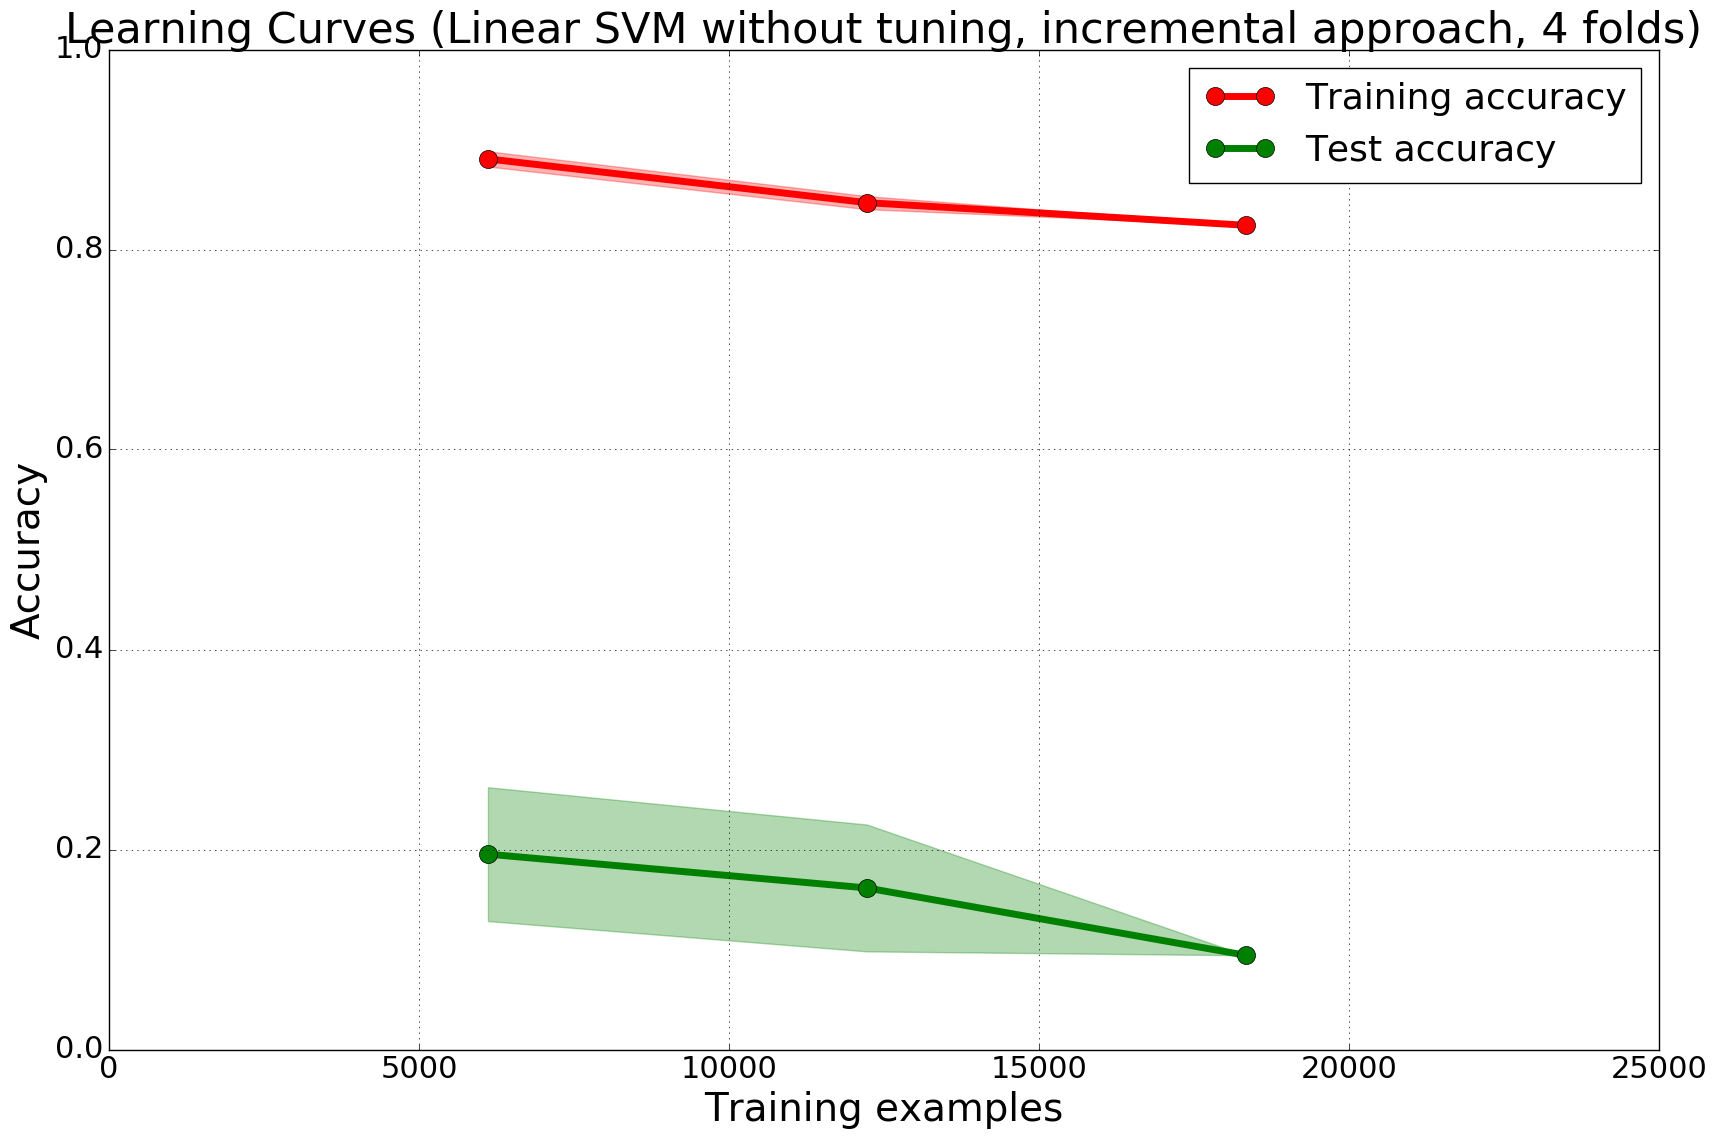 Learning Curves (Linear SVM without tuning, incremental approach, 4 folds)
1.0
Training accuracy
Test accuracy
0.8
0.6
Accuracy
0.4
0.2
0.0
0 5000 10000 15000 20000 25000
Training examples